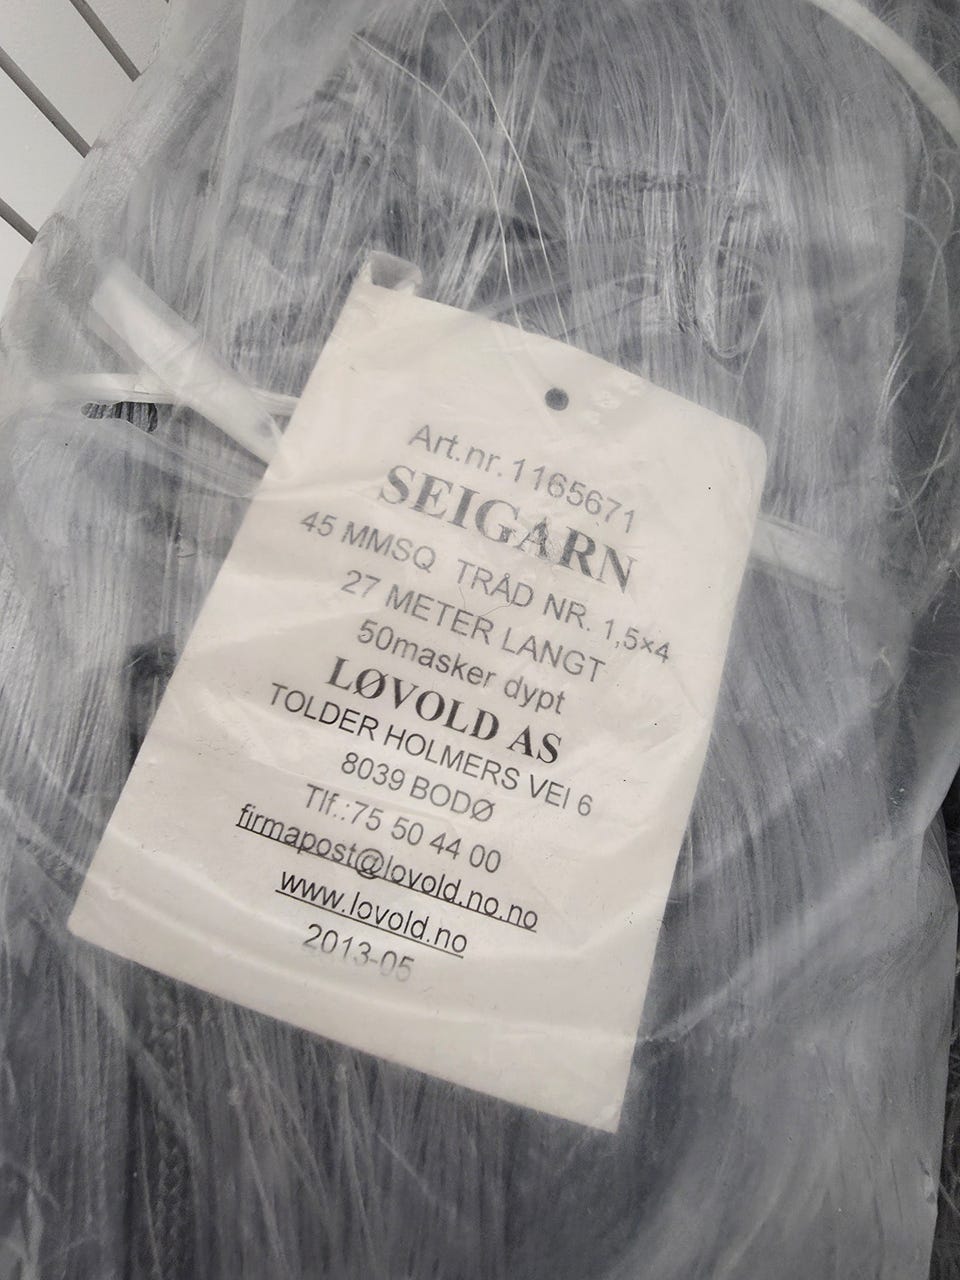 Art.nr.1165671
SEIGARN
45 MMSQ TRÅD NR. 1,5×4
27 METER LANGT
50masker dypt
LØVOLD AS
TOLDER HOLMERS VEI 6
8039 BODØ
Tlf.:75 50 44 00
firmapost@lovold.no.no
www.lovold.no
2013-05